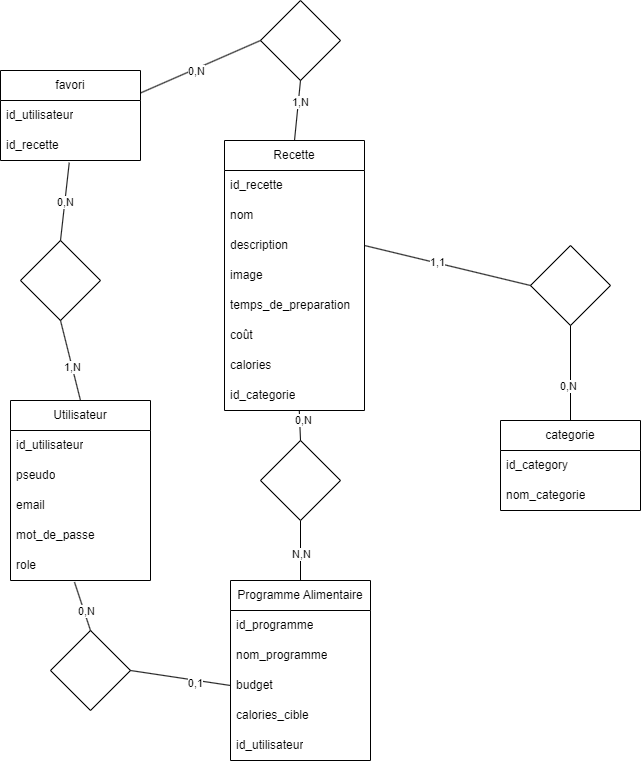 0,N
favori
id_utilisateur
id_recette
1,N
Recette
id_recette
nom
description
image
temps_de_preparation
coût
calories
id_categorie
0,N
1,1
1,N
0,N
Utilisateur
id_utilisateur
pseudo
email
mot_de_passe
role
0,N
categorie
id_category
nom_categorie
N,N
Programme Alimentaire
id_programme
nom_programme
budget
calories_cible
id_utilisateur
0,N
0,1